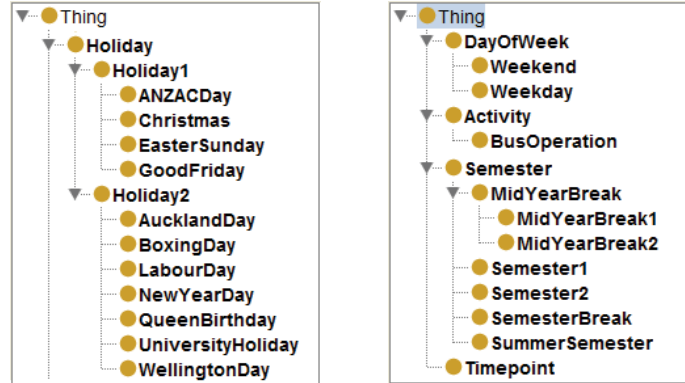 Thing
Holiday
Holiday1
ANZACDay
Christmas
EasterSunday
GoodFriday
Holiday2
AucklandDay
BoxingDay
LabourDay
NewYearDay
QueenBirthday
UniversityHoliday
WellingtonDay
Thing
DayOfWeek
Weekend
Weekday
Activity
BusOperation
Semester
MidYearBreak
MidYearBreak1
MidYearBreak2
Semester1
Semester2
SemesterBreak
SummerSemester
Timepoint